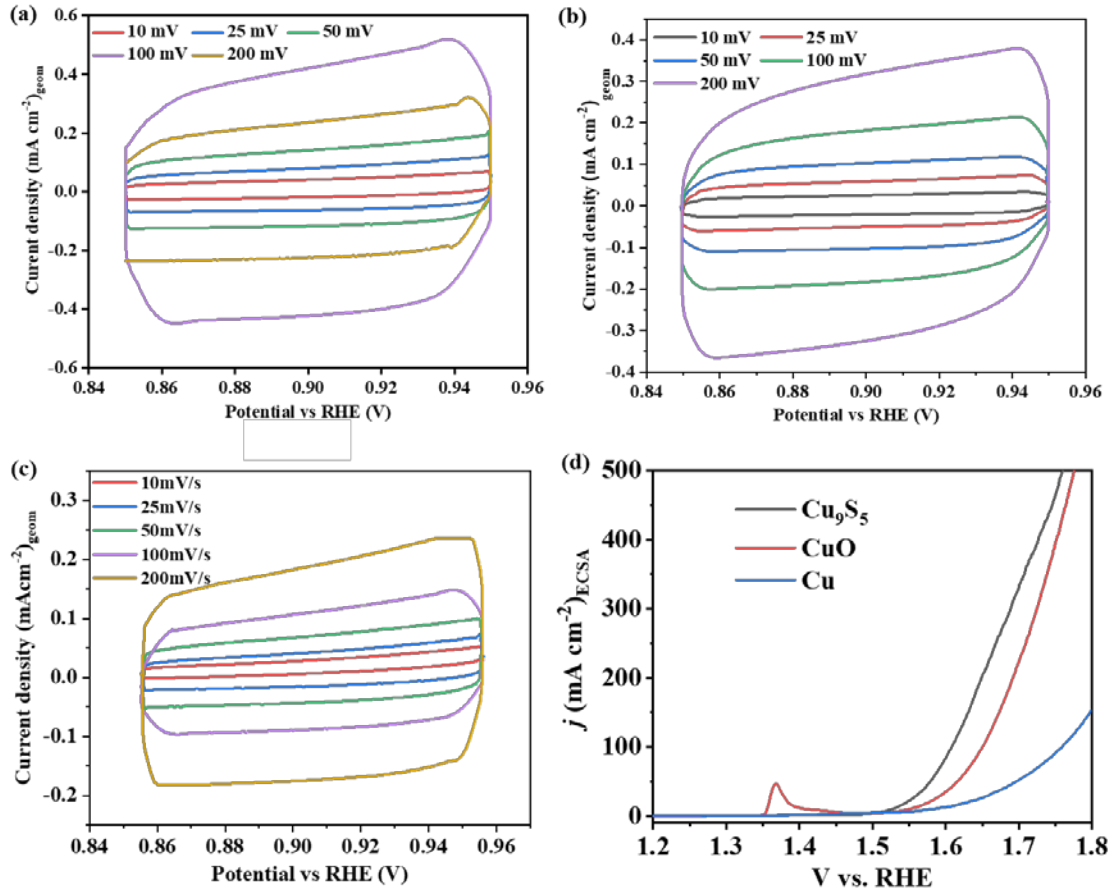 (a)
10 mV 25 mV 50 mV
100 mV 200 mV
Curent density (mA cm⁻²)geom
0.6
0.4
0.2
0.0
-0.2
-0.4
-0.6
0.84 0.86 0.88 0.90 0.92 0.94 0.96
Potential vs RHE (V)
(b)
10 mV 25 mV
50 mV 100 mV
200 mV
Current density (mA cm⁻²)geom
0.4
0.3
0.2
0.1
0.0
-0.1
-0.2
-0.3
-0.4
0.84 0.86 0.88 0.90 0.92 0.94 0.96
Potential vs RHE (V)
(c)
10mV/s
25mV/s
50mV/s
100mV/s
200mV/s
Current density (mAcm⁻²)geom
0.3
0.2
0.1
0.0
-0.1
-0.2
0.84 0.86 0.88 0.90 0.92 0.94 0.96
Potential vs RHE (V)
(d)
Cu₉S₅
CuO
Cu
j (mA cm⁻²)ECSA
500
400
300
200
100
0
1.2 1.3 1.4 1.5 1.6 1.7 1.8
V vs. RHE